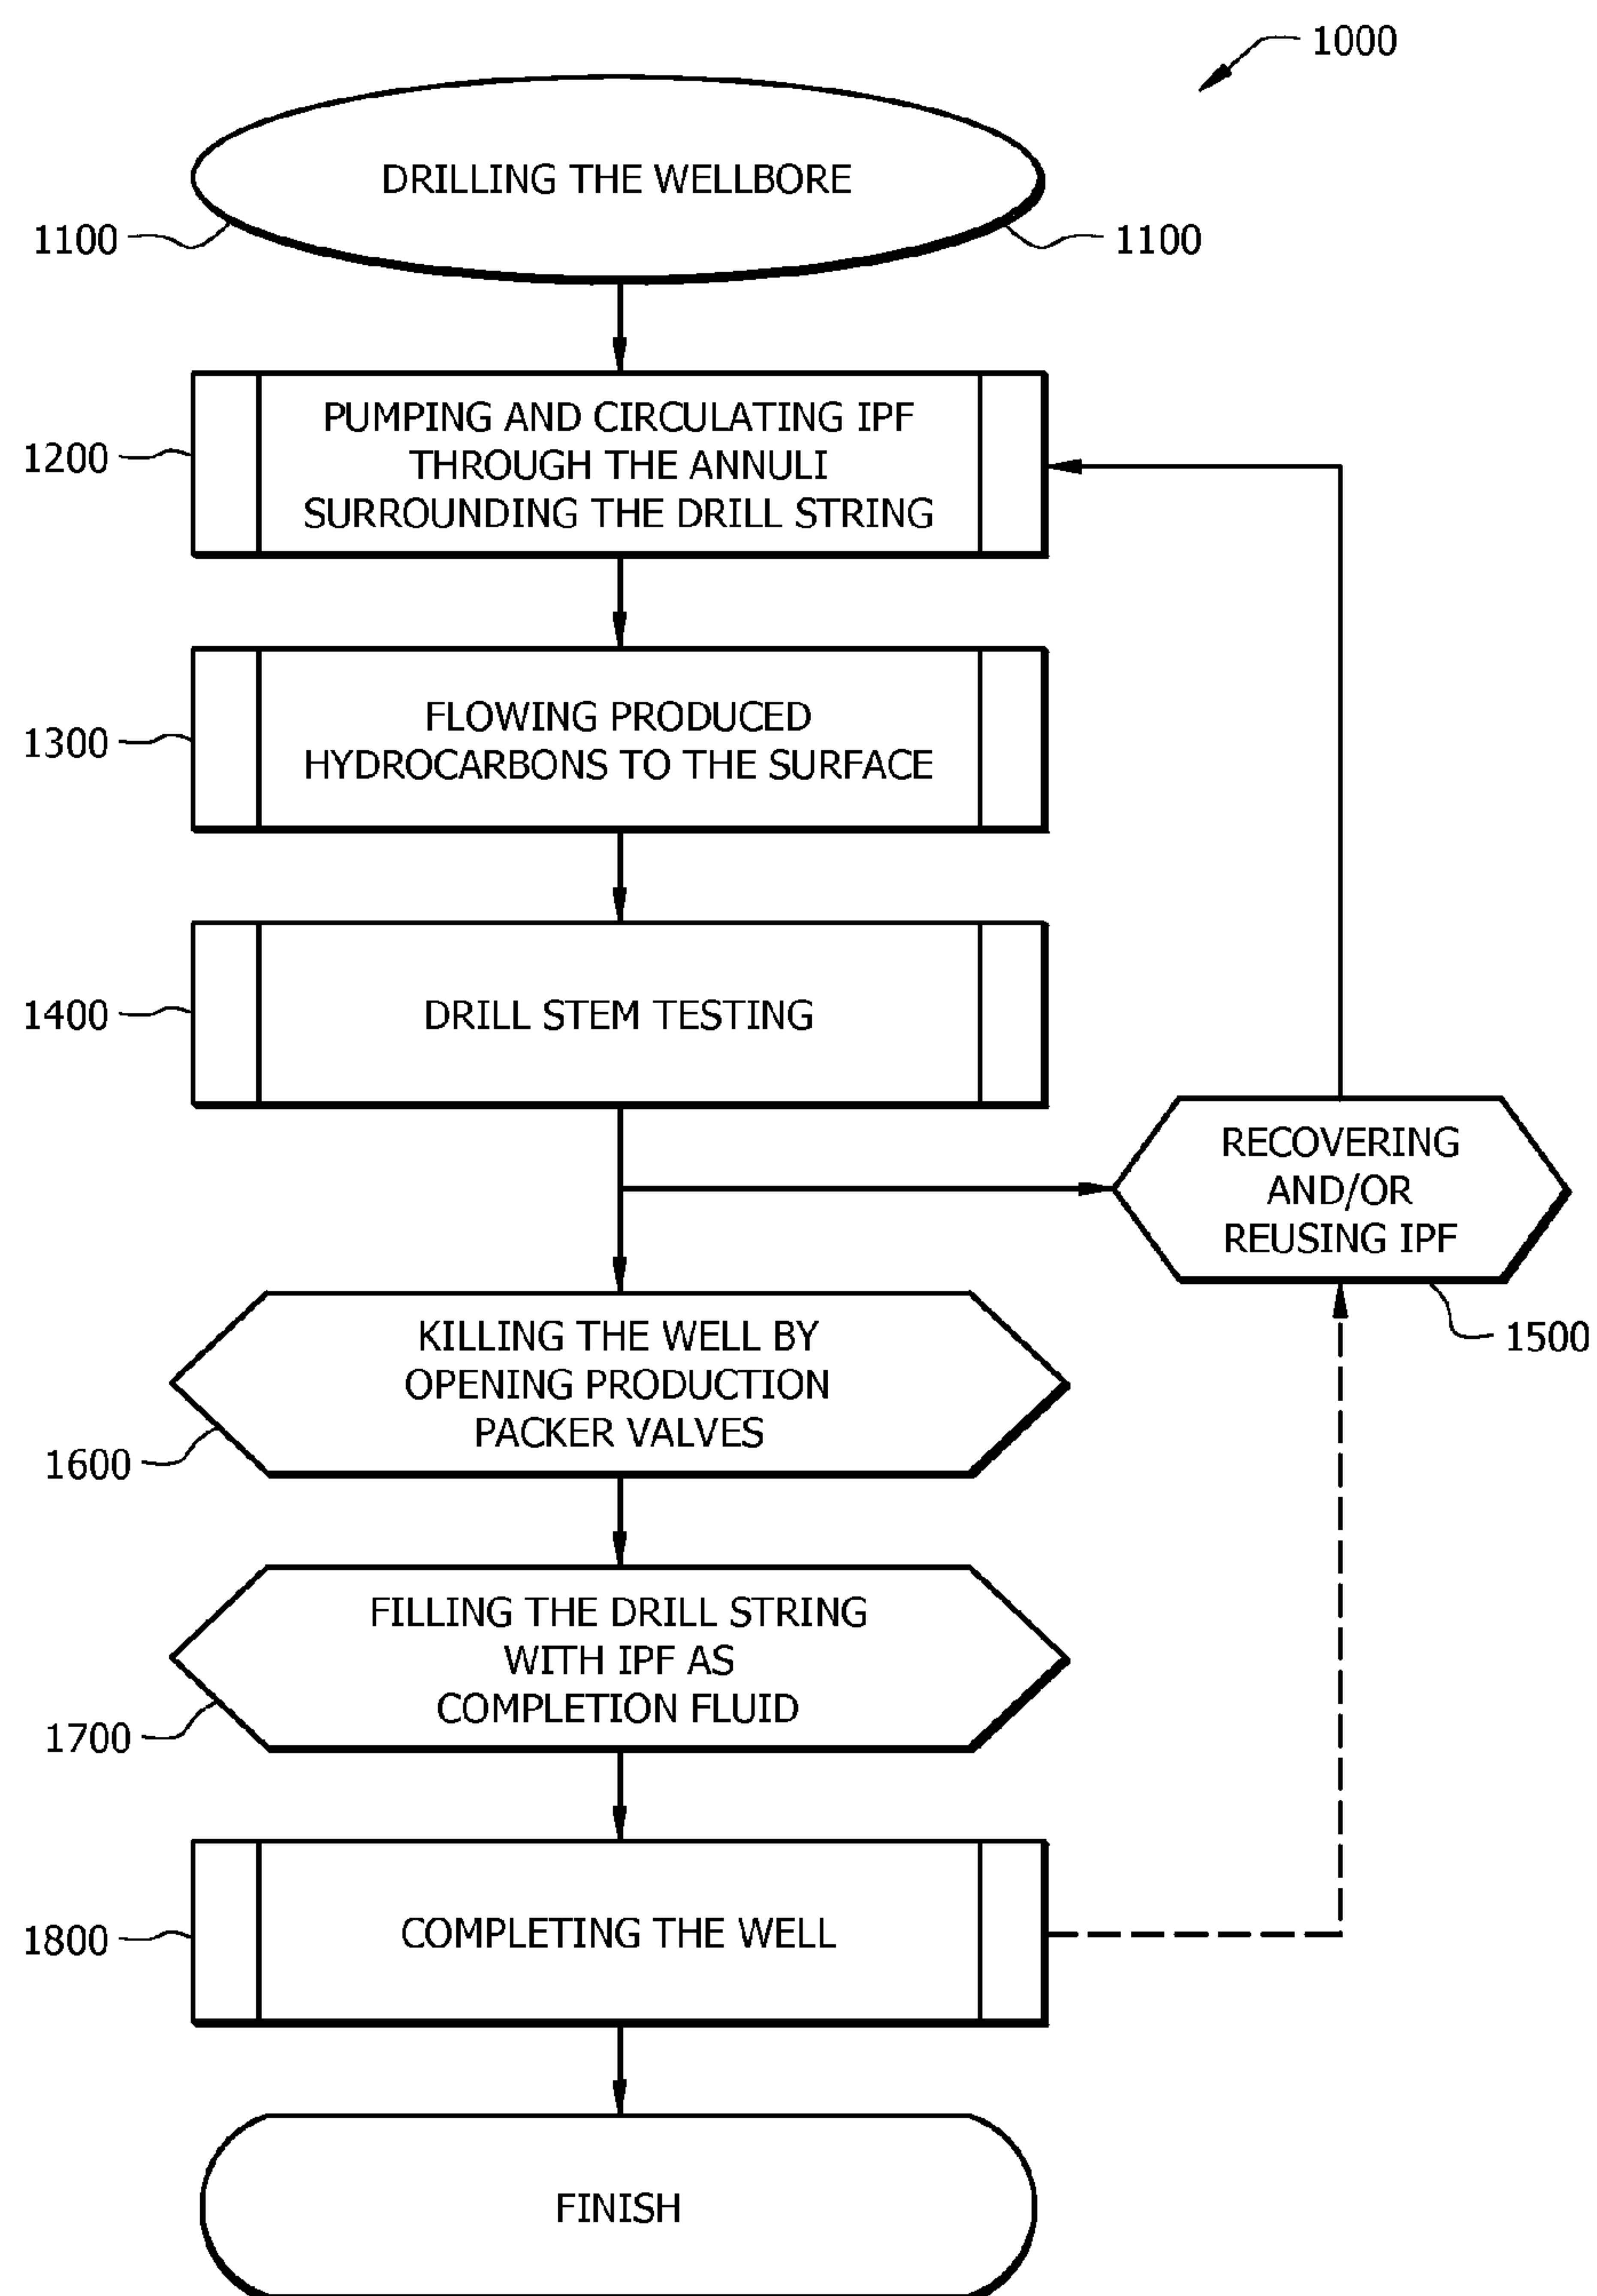 1000
DRILLING THE WELLBORE
1100
1100
PUMPING AND CIRCULATING IPF
THROUGH THE ANNULI
SURROUNDING THE DRILL STRING
1200
FLOWING PRODUCED
HYDROCARBONS TO THE SURFACE
1300
DRILL STEM TESTING
1400
RECOVERING
AND/OR
REUSING IPF
1500
KILLING THE WELL BY
OPENING PRODUCTION
PACKER VALVES
1600
FILLING THE DRILL STRING
WITH IPF AS
COMPLETION FLUID
1700
COMPLETING THE WELL
1800
FINISH